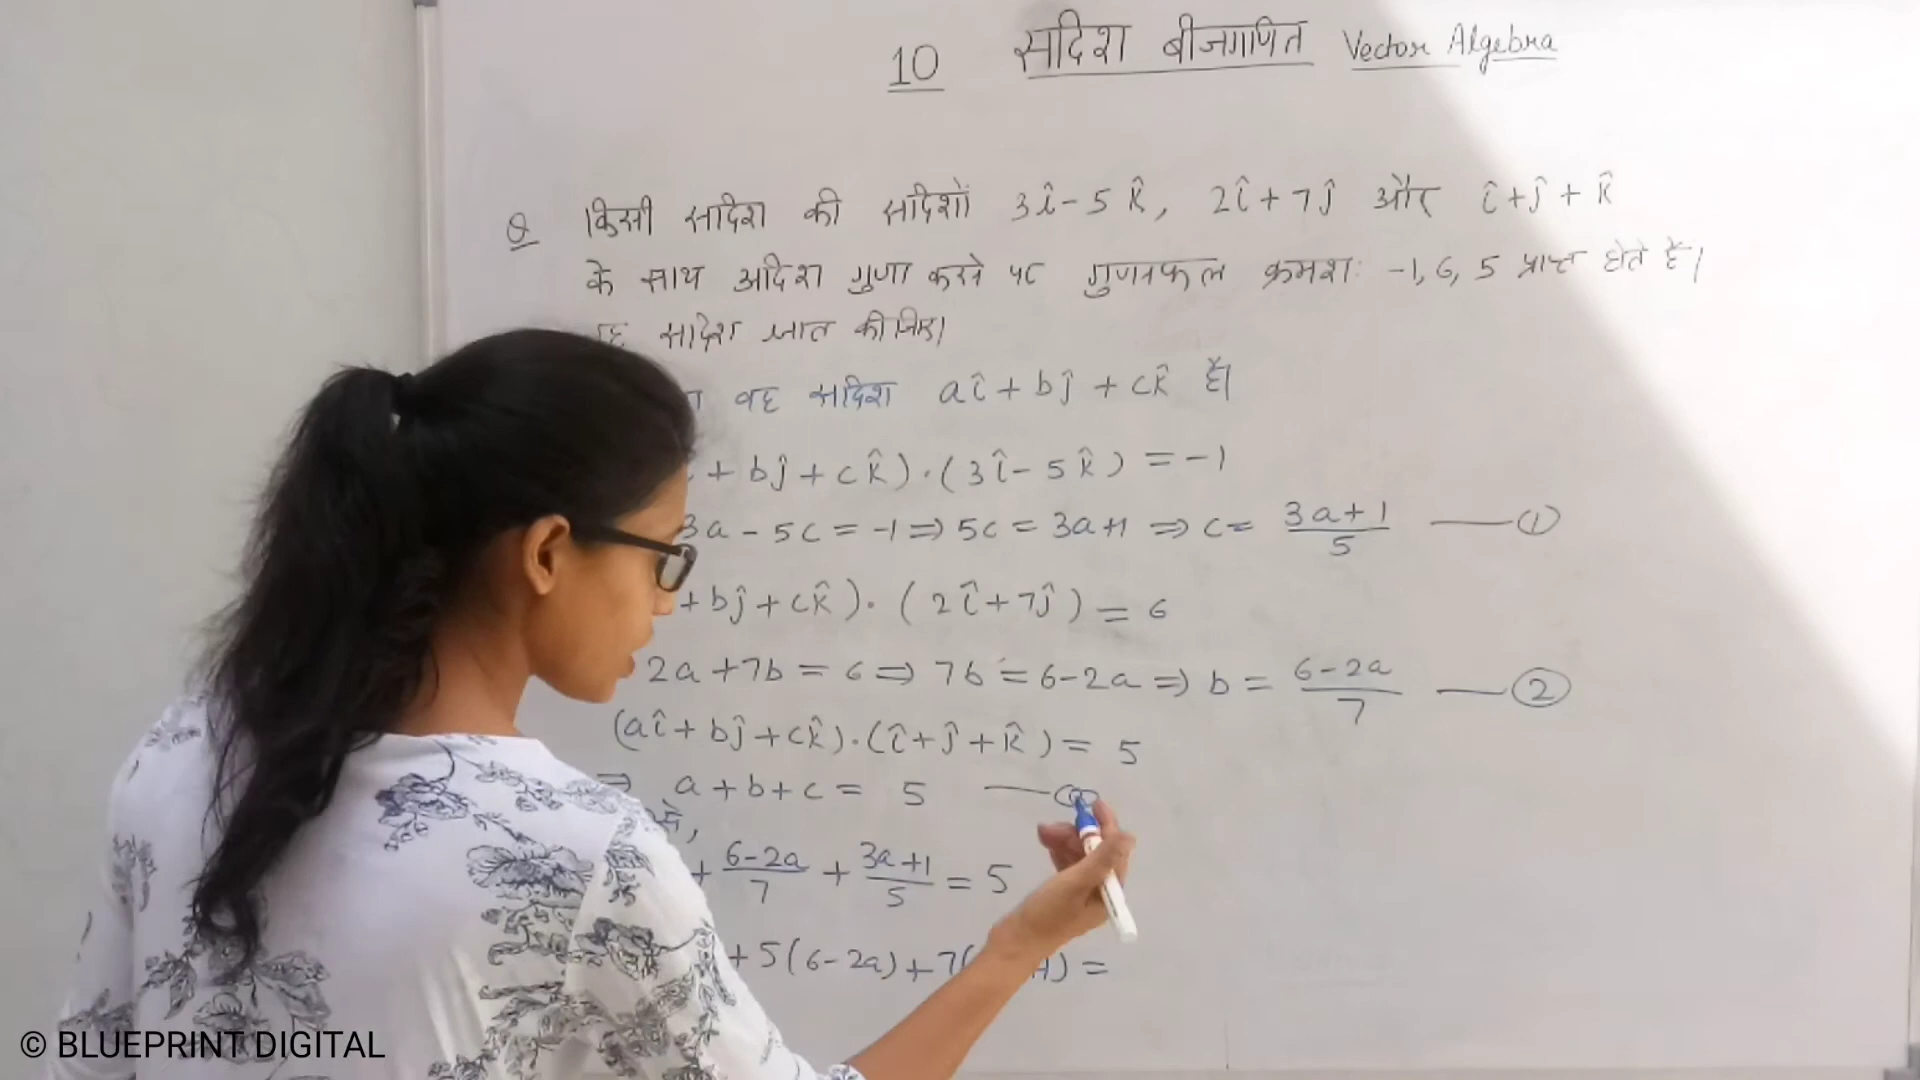 10 सदिश बीजगणित Vector Algebra
Q किसी सदिश की सदिशों 3î-5k̂, 2î+7ĵ और î+ĵ+k̂
के साथ अदिश गुणा करने पर गुणनफल क्रमशः -1, 6, 5 प्राप्त होते हैं।
सदिश ज्ञात कीजिए।
वह सदिश aî+bĵ+ck̂ है।
+bĵ+ck̂).(3î-5k̂) = -1
3a-5c=-1⇒5c=3a+1⇒c= (3a+1)/5 —①
+bĵ+ck̂).(2î+7ĵ) = 6
2a+7b=6⇒7b=6-2a⇒b= (6-2a)/7 —②
(aî+bĵ+ck̂).(î+ĵ+k̂) = 5
⇒ a+b+c= 5 —
से,
+ (6-2a)/7 + (3a+1)/5 = 5
+5(6-2a)+7( ) =
© BLUEPRINT DIGITAL